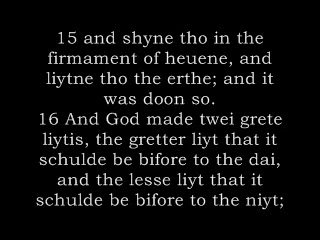 15 and shyne tho in the
firmament of heuene, and
liytne tho the erthe; and it
was doon so.
16 And God made twei grete
liytis, the gretter liyt that it
schulde be bifore to the dai,
and the lesse liyt that it
schulde be bifore to the niyt;